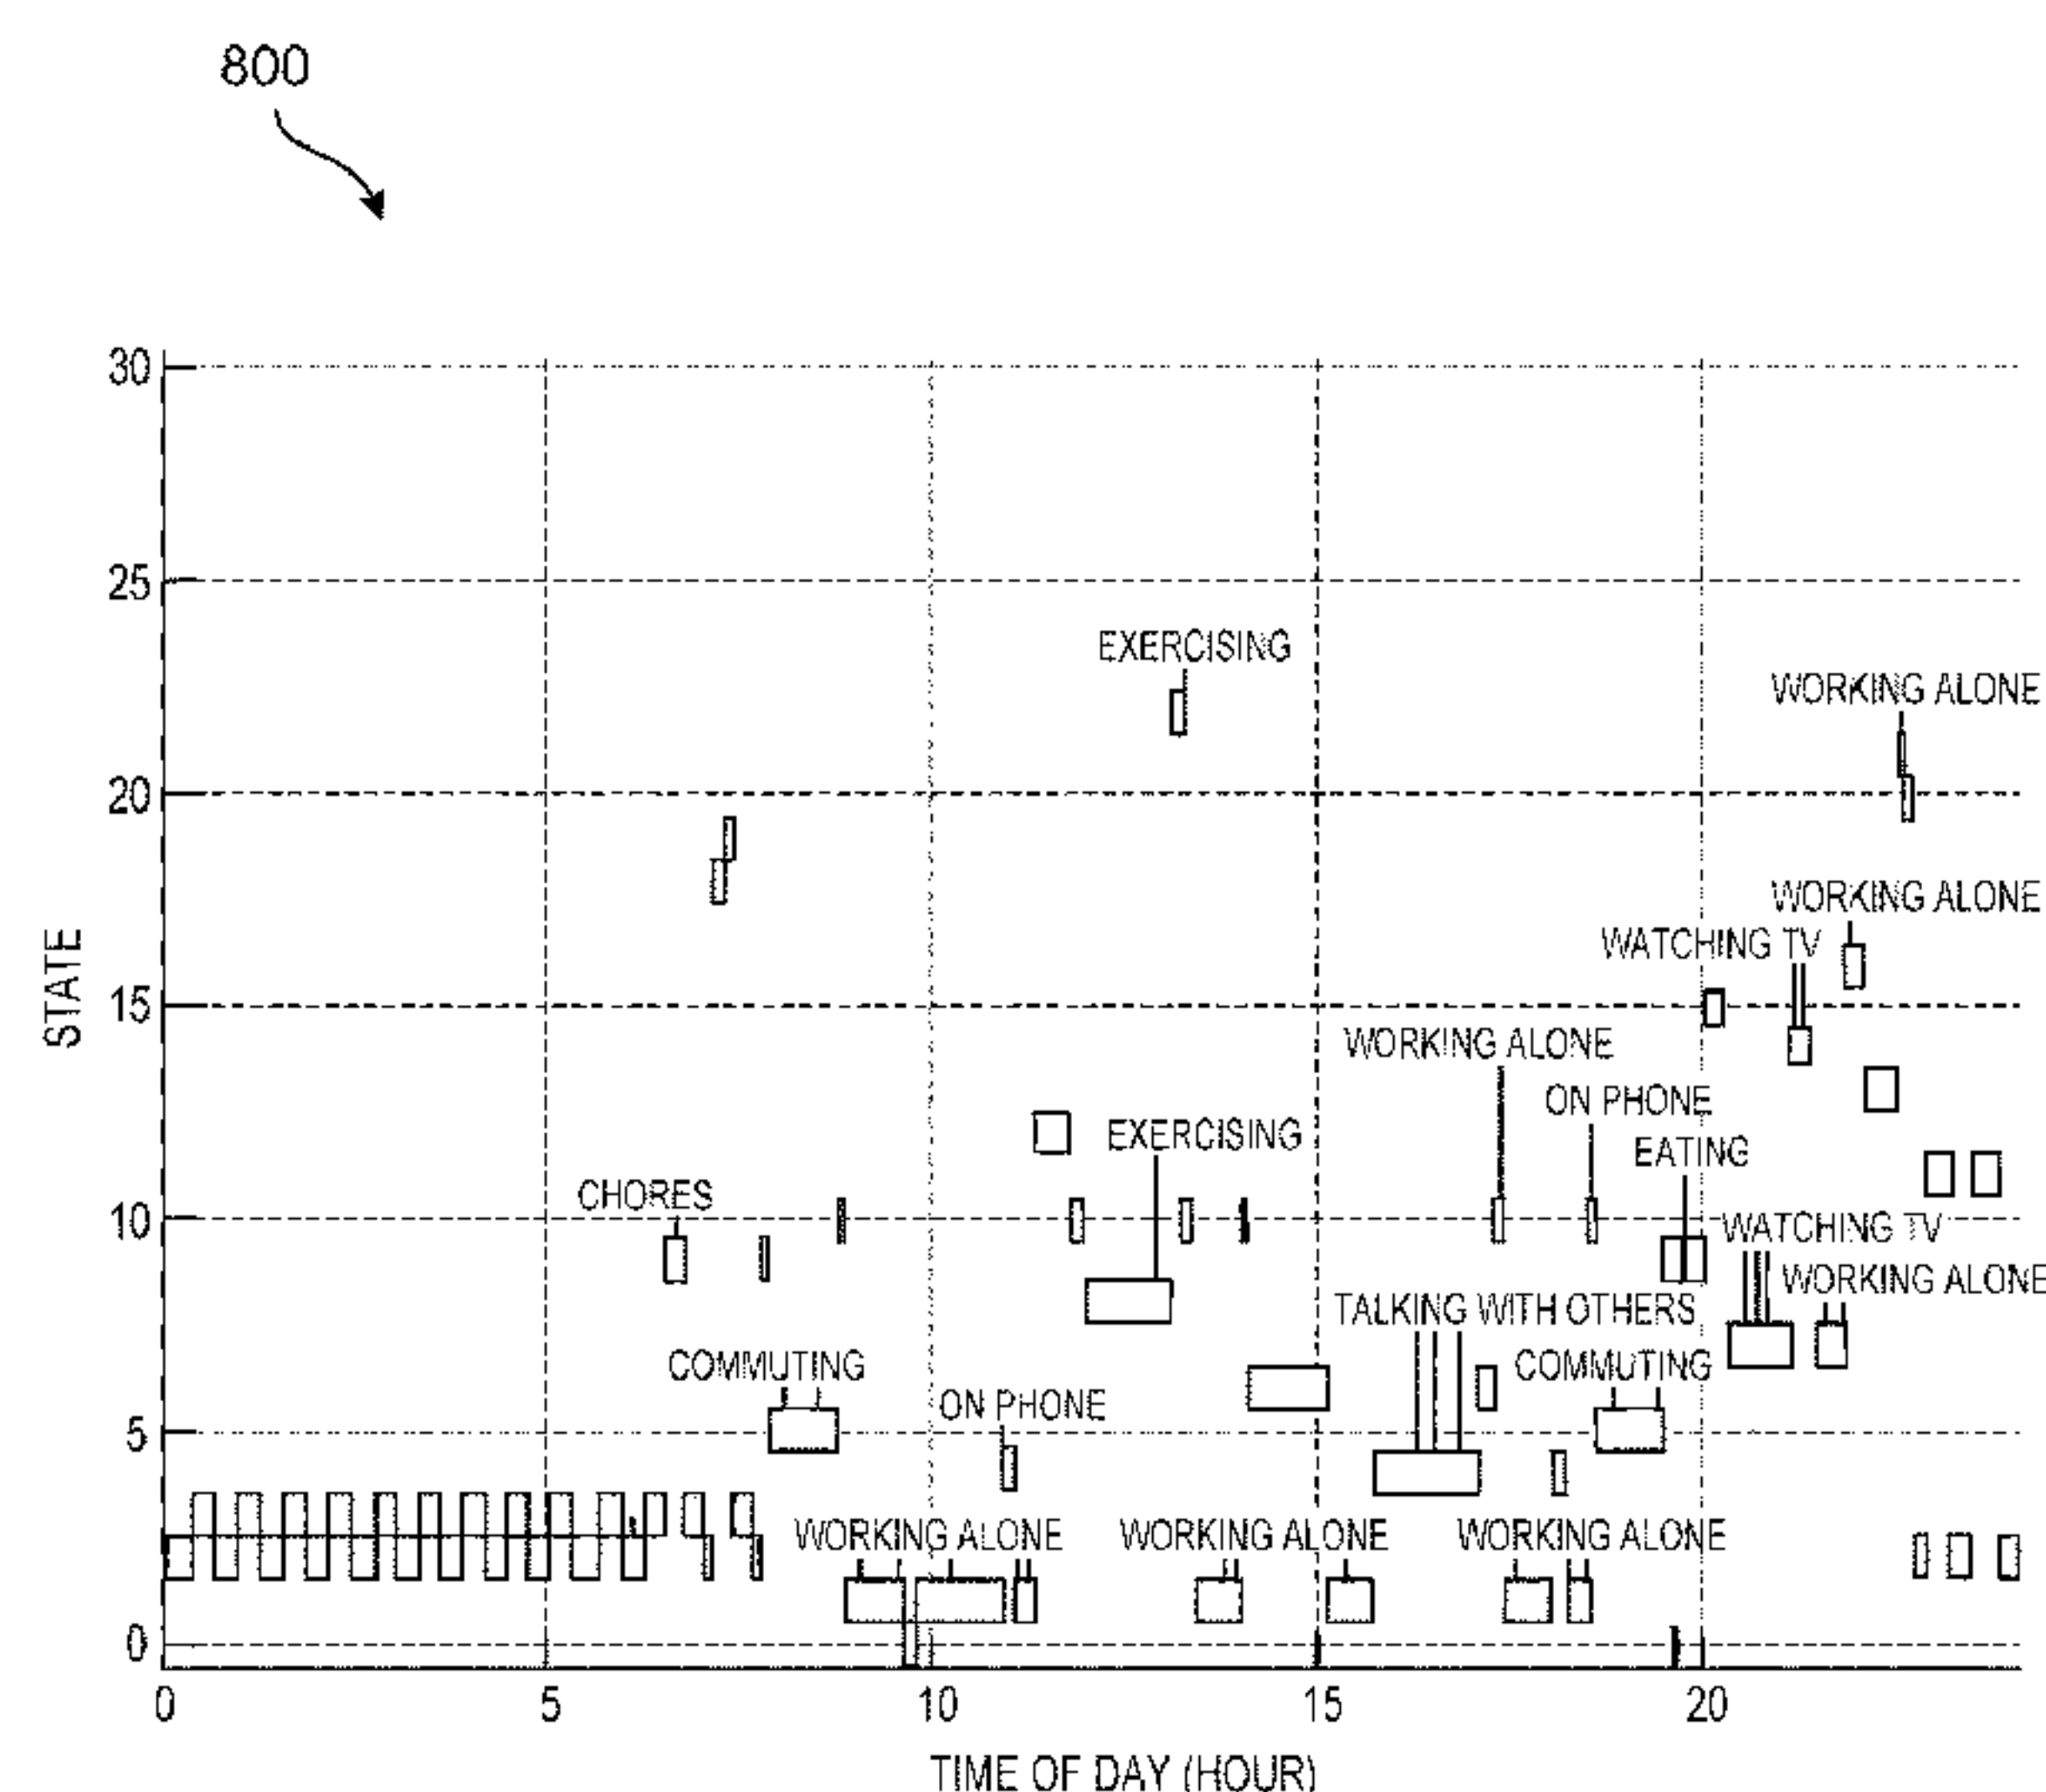 800
30
25
EXERCISING
WORKING ALONE
20
WORKING ALONE
WATCHING TV
STATE
15
WORKING ALONE
ON PHONE
EXERCISING
EATING
CHORES
10
WATCHING TV
WORKING ALONE
TALKING WITH OTHERS
COMMUTING
COMMUTING
ON PHONE
5
WORKING ALONE
WORKING ALONE
WORKING ALONE
0
0 5 10 15 20
TIME OF DAY (HOUR)